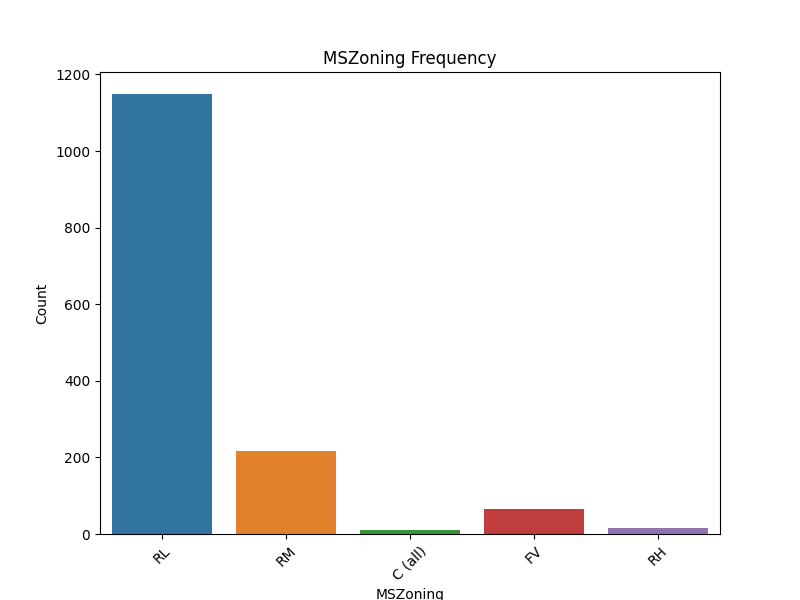 MSZoning Frequency
1200
1000
800
600
400
200
0
Count
RL
RM
C (all)
FV
RH
MSZoning